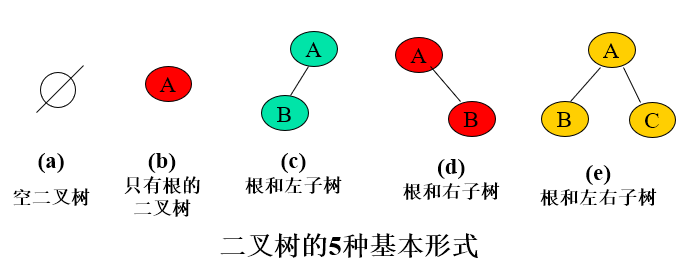 A
A
B
A
B
A
B
C
(a)
空二叉树
(b)
只有根的
二叉树
(c)
根和左子树
(d)
根和右子树
(e)
根和左右子树
二叉树的5种基本形式